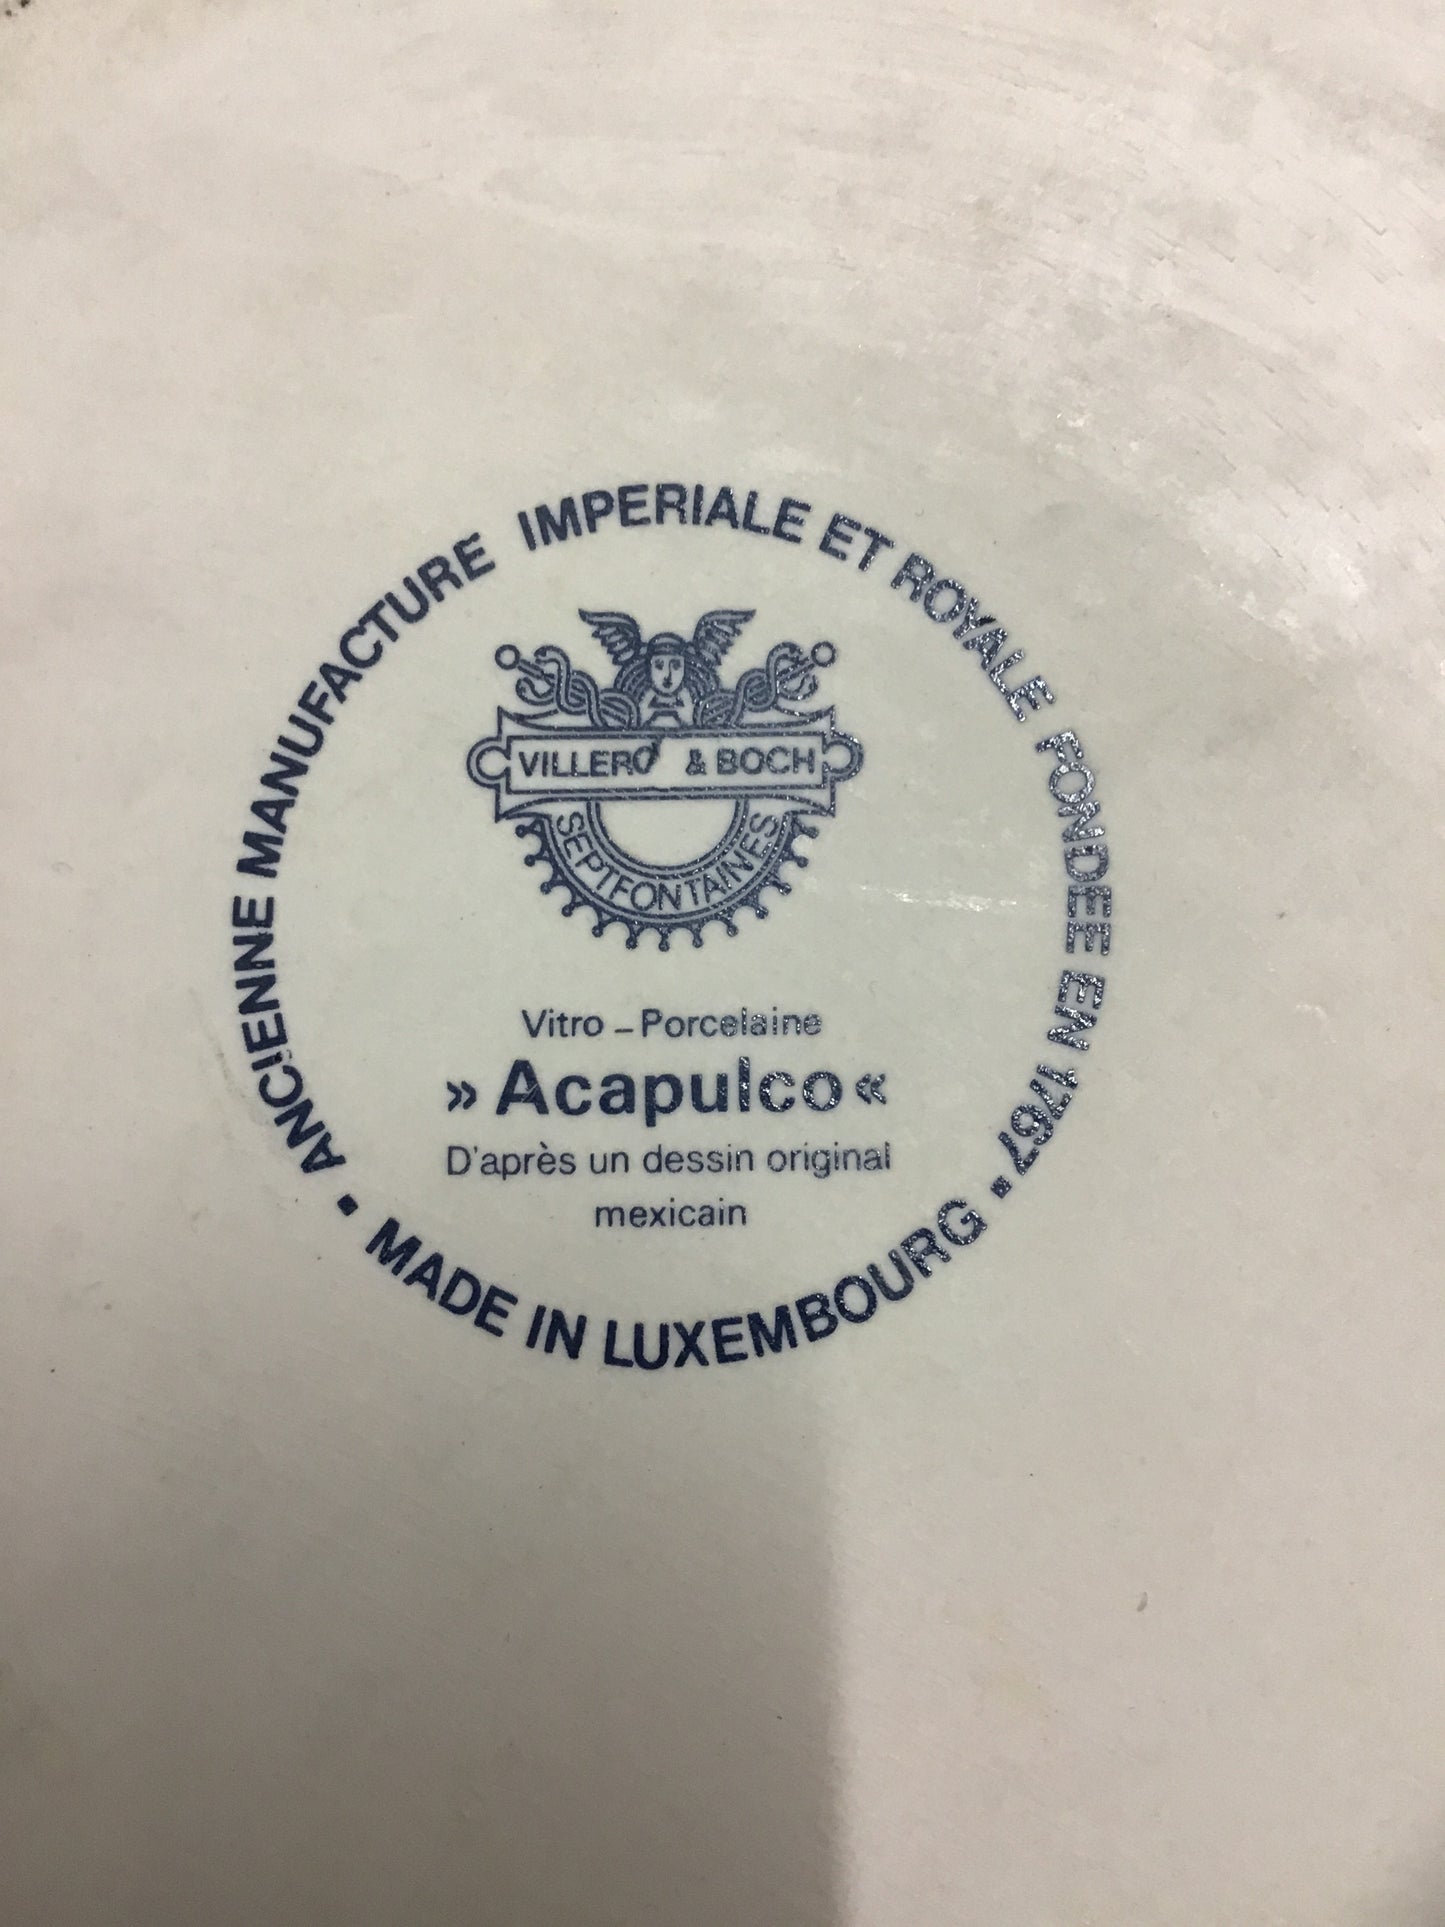 ANCIENNE MANUFACTURE IMPERIALE ET ROYALE FONDEE EN 1767 •
VILLERO & BOCH
SEPTFONTAINES
Vitro – Porcelaine
» Acapulco «
D'après un dessin original
mexicain
• MADE IN LUXEMBOURG